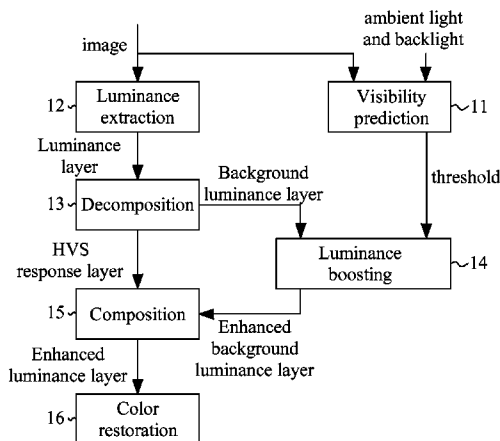 image
ambient light
and backlight
12
Luminance
extraction
Visibility
prediction
11
Luminance
layer
Background
luminance layer
threshold
13
Decomposition
HVS
response layer
Luminance
boosting
14
15
Composition
Enhanced
background
luminance layer
Enhanced
luminance layer
16
Color
restoration